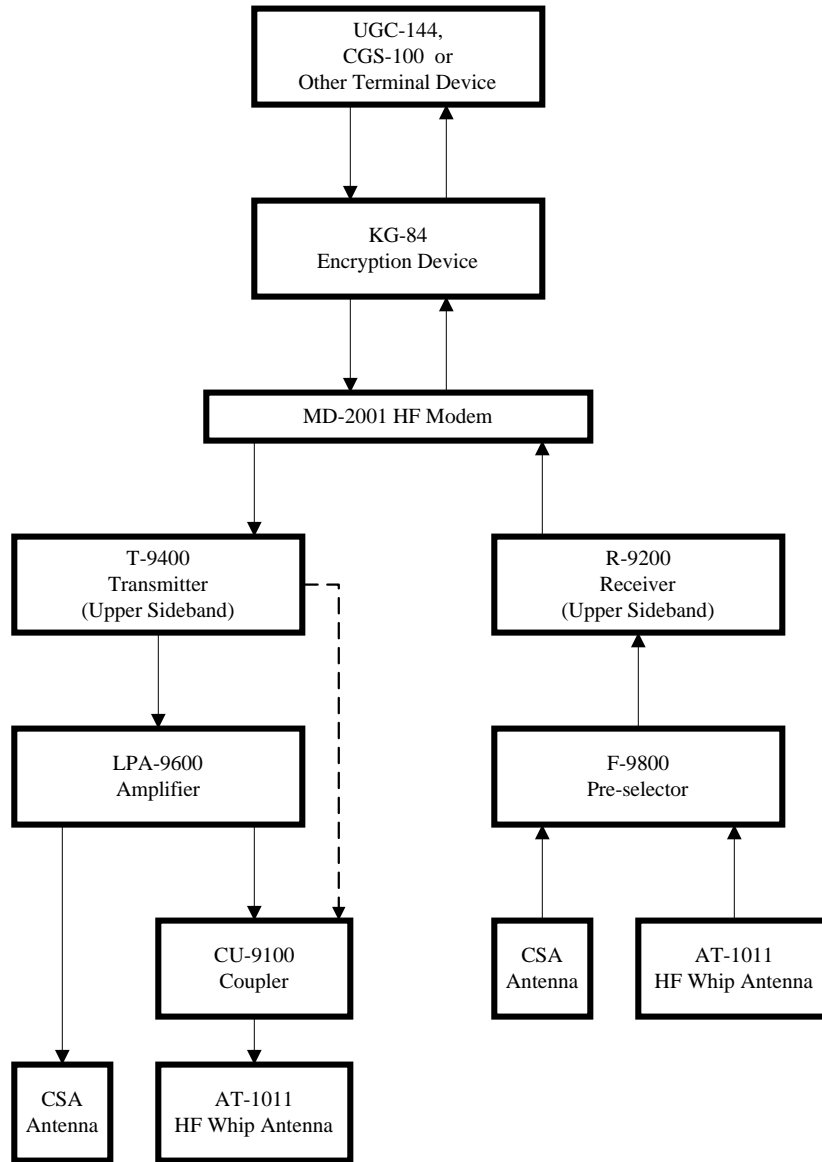 UGC-144,
CGS-100 or
Other Terminal Device
KG-84
Encryption Device
MD-2001 HF Modem
T-9400
Transmitter
(Upper Sideband)
R-9200
Receiver
(Upper Sideband)
LPA-9600
Amplifier
F-9800
Pre-selector
CU-9100
Coupler
CSA
Antenna
AT-1011
HF Whip Antenna
CSA
Antenna
AT-1011
HF Whip Antenna